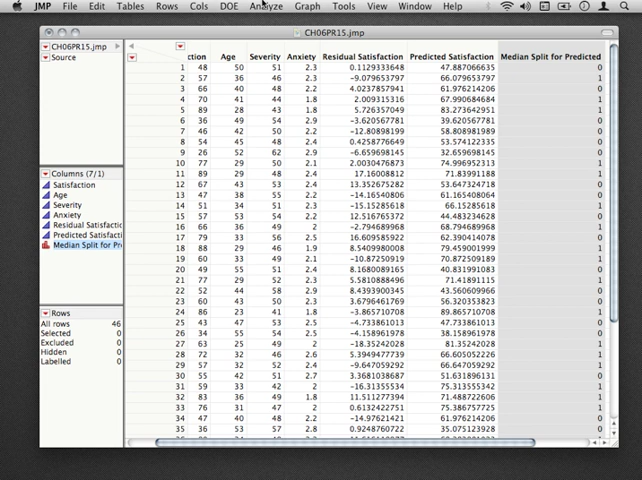 JMP File Edit Tables Rows Cols DOE Analyze Graph Tools View Window Help
CH06PR15.jmp
CH06PR15.jmp
Source
ction Age Severity Anxiety Residual Satisfaction Predicted Satisfaction Median Split for Predicted
1 48 50 51 2.3 0.1129333648 47.887066635 0
2 57 36 46 2.3 -9.079653797 66.079653797 1
3 66 40 48 2.2 4.0237857941 61.976214206 1
4 70 41 44 1.8 2.009315316 67.990684684 1
5 89 28 43 1.8 5.726357049 83.273642951 1
6 36 49 54 2.9 -3.620567781 39.620567781 0
7 46 42 50 2.2 -12.80898199 58.808981989 0
8 54 45 48 2.4 0.4258776649 53.574122335 0
9 26 52 62 2.9 -6.659698145 32.659698145 0
10 77 29 50 2.1 2.0030476873 74.996952313 1
11 89 29 48 2.4 17.16008812 71.83991188 1
12 67 43 53 2.4 13.352675282 53.647324718 0
13 47 38 55 2.2 -14.16540806 61.165408064 1
14 51 34 51 2.3 -15.15285618 66.15285618 1
15 57 53 54 2.2 12.516765372 44.483234628 0
16 66 36 49 2 -2.794689968 68.794689968 1
17 79 33 56 2.5 16.609585922 62.390414078 1
18 88 29 46 1.9 8.5409980008 79.459001999 1
19 60 33 49 2.1 -10.87250919 70.872509189 1
20 49 55 51 2.4 8.1680089165 40.831991083 0
21 77 29 52 2.3 5.5810888496 71.41891115 1
22 52 44 58 2.9 8.4393900345 43.560609966 0
23 60 43 50 2.3 3.6796461769 56.320353823 0
24 86 23 41 1.8 -3.865710708 89.865710708 1
25 43 47 53 2.5 -4.733861013 47.733861013 0
26 34 55 54 2.5 -4.158961978 38.158961978 0
27 63 25 49 2 -18.35242028 81.35242028 1
28 72 32 46 2.6 5.3949477739 66.605052226 1
29 57 32 52 2.4 -9.647059292 66.647059292 1
30 55 42 51 2.7 3.3681038687 51.631896131 0
31 59 33 42 2 -16.31355534 75.313555342 1
32 83 36 49 1.8 11.511277394 71.488722606 1
33 76 31 47 2 0.6132422751 75.386757725 1
34 47 40 48 2.2 -14.97621421 61.976214206 1
35 36 53 57 2.8 0.9248760722 35.075123928 0
Columns (7/1)
Satisfaction
Age
Severity
Anxiety
Residual Satisfactic
Predicted Satisfacti
Median Split for Pr
Rows
All rows 46
Selected 0
Excluded 0
Hidden 0
Labelled 0